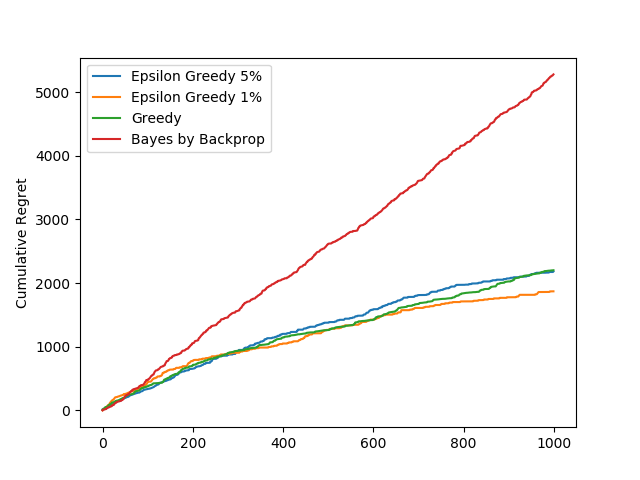 Epsilon Greedy 5%
Epsilon Greedy 1%
Greedy
Bayes by Backprop
Cumulative Regret
5000
4000
3000
2000
1000
0
0 200 400 600 800 1000